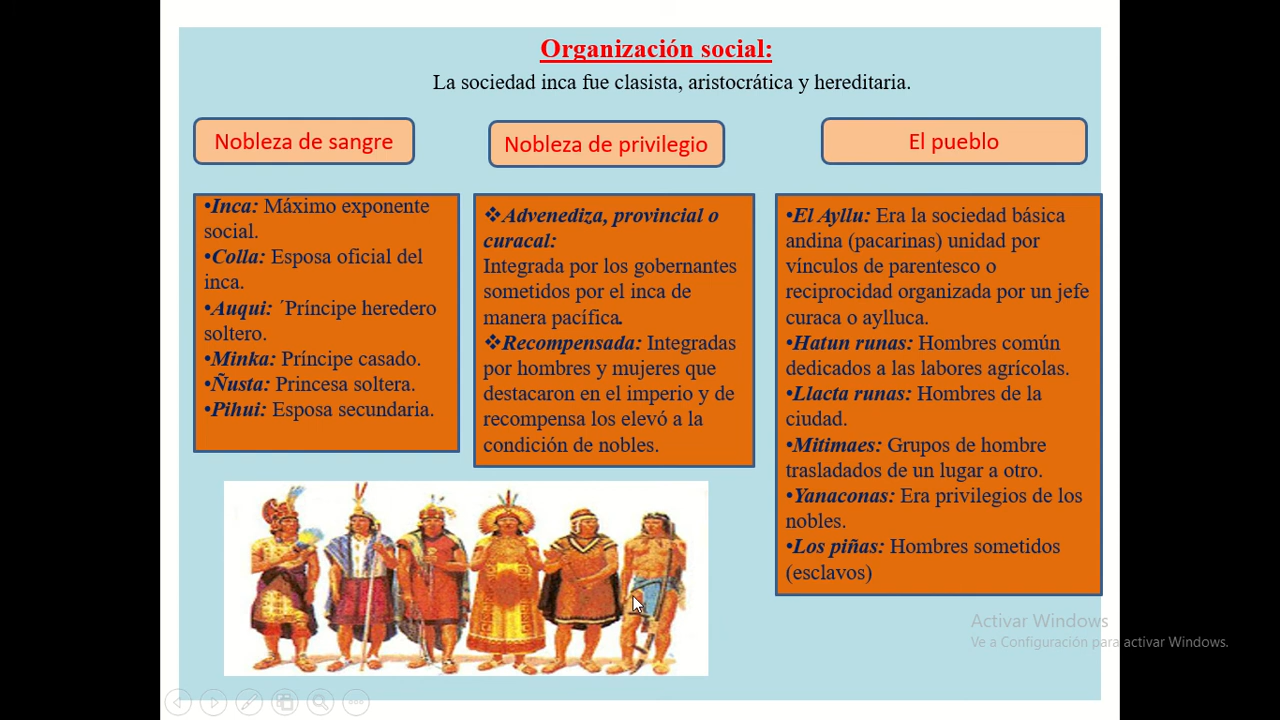 Organización social:
La sociedad inca fue clasista, aristocrática y hereditaria.
Nobleza de sangre
•Inca: Máximo exponente
social.
•Colla: Esposa oficial del
inca.
•Auqui: ´Príncipe heredero
soltero.
•Minka: Príncipe casado.
•Ñusta: Princesa soltera.
•Pihui: Esposa secundaria.
Nobleza de privilegio
❖Advenediza, provincial o
curacal:
Integrada por los gobernantes
sometidos por el inca de
manera pacífica.
❖Recompensada: Integradas
por hombres y mujeres que
destacaron en el imperio y de
recompensa los elevó a la
condición de nobles.
El pueblo
•El Ayllu: Era la sociedad básica
andina (pacarinas) unidad por
vínculos de parentesco o
reciprocidad organizada por un jefe
curaca o aylluca.
•Hatun runas: Hombres común
dedicados a las labores agrícolas.
•Llacta runas: Hombres de la
ciudad.
•Mitimaes: Grupos de hombre
trasladados de un lugar a otro.
•Yanaconas: Era privilegios de los
nobles.
•Los piñas: Hombres sometidos
(esclavos)
Activar Windows
Ve a Configuración para activar Windows.